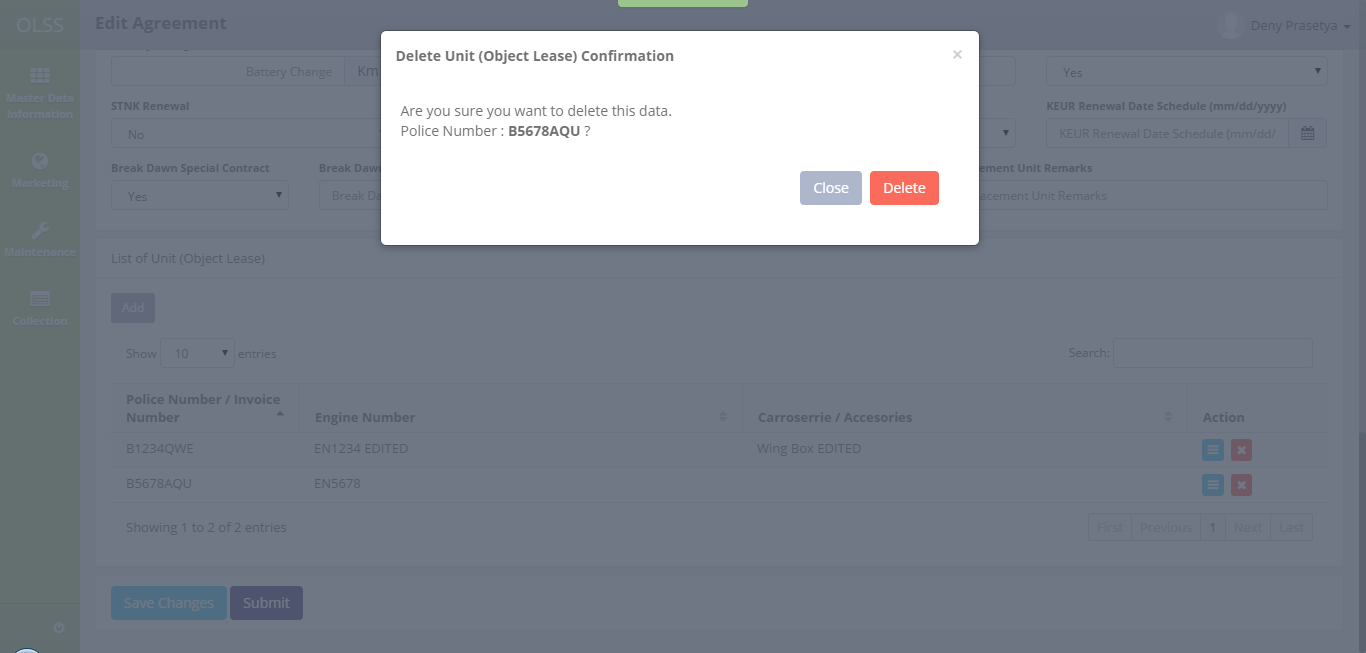 OLSS
Edit Agreement
Deny Prasetya
Delete Unit (Object Lease) Confirmation
×
Are you sure you want to delete this data.
Police Number : B5678AQU ?
Close
Delete
Master Data
Information
Marketing
Maintenance
Collection
Battery Change
Km
Yes
STNK Renewal
KEUR Renewal Date Schedule (mm/dd/yyyy)
No
KEUR Renewal Date Schedule (mm/dd/
Break Dawn Special Contract
Break Daw
ement Unit Remarks
Yes
Break Da
acement Unit Remarks
List of Unit (Object Lease)
Add
Show 10 entries
Search:
Police Number / Invoice
Number
Engine Number
Carroserrie / Accesories
Action
B1234QWE EN1234 EDITED Wing Box EDITED
B5678AQU EN5678
Showing 1 to 2 of 2 entries
First Previous 1 Next Last
Save Changes
Submit